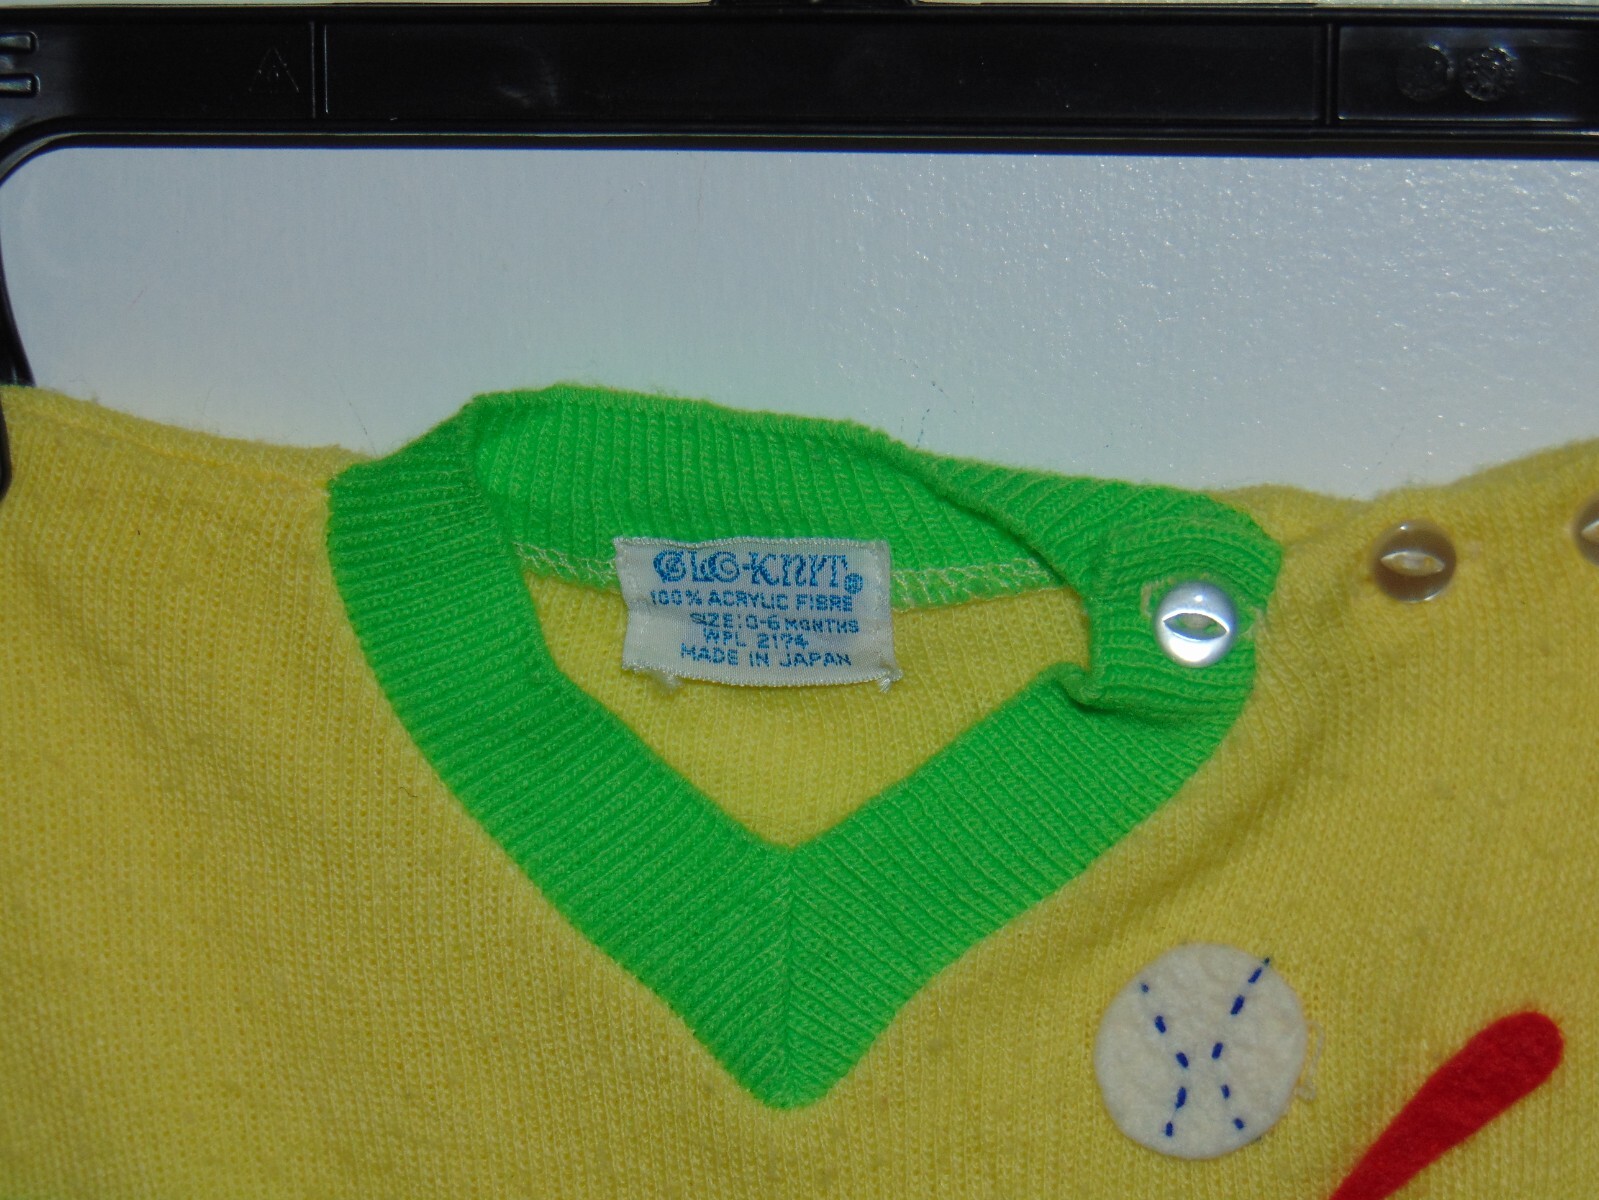 GLO-KNIT®
100% ACRYLIC FIBRE
SIZE: 0-6 MONTHS
WPL 2174
MADE IN JAPAN